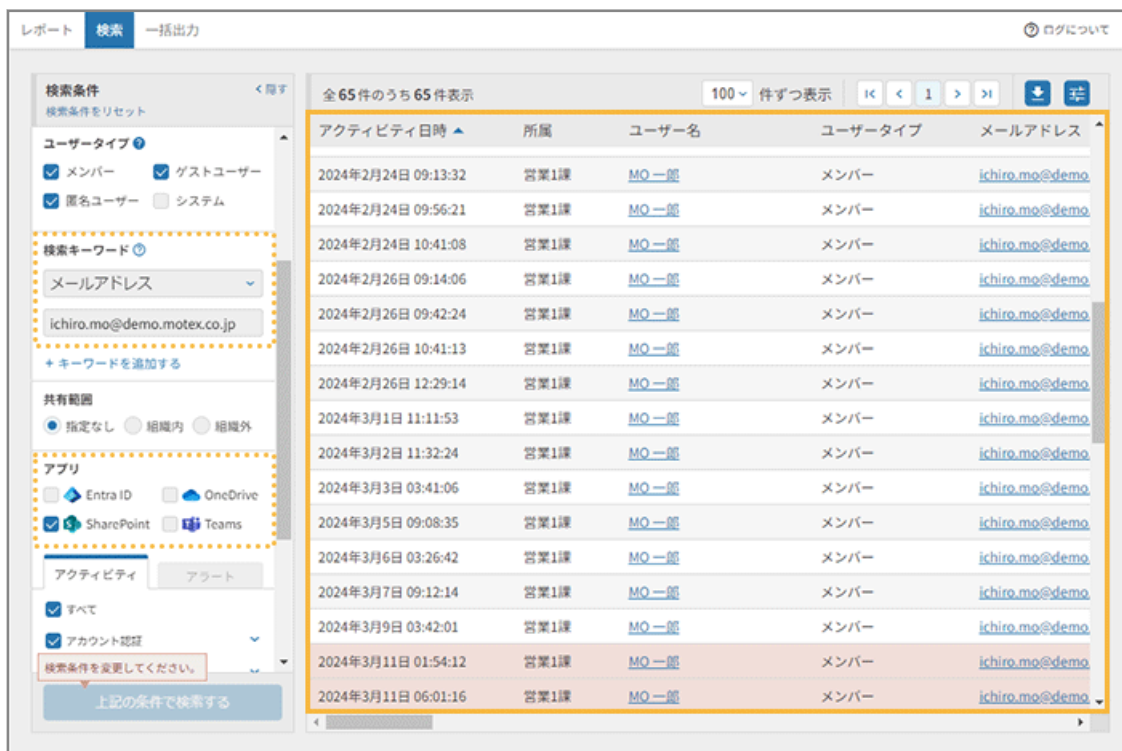 レポート 検索 一括出力 ログについて
検索条件 隠す
検索条件をリセット
ユーザータイプ
メンバー ゲストユーザー
匿名ユーザー システム
検索キーワード
メールアドレス
ichiro.mo@demo.motex.co.jp
+ キーワードを追加する
共有範囲
指定なし 組織内 組織外
アプリ
Entra ID OneDrive
SharePoint Teams
アクティビティ アラート
すべて
アカウント認証
検索条件を変更してください。
上記の条件で検索する
全65件のうち65件表示 100 件ずつ表示 1
アクティビティ日時 所属 ユーザー名 ユーザータイプ メールアドレス
2024年2月24日 09:13:32 営業1課 MO 一郎 メンバー ichiro.mo@demo.
2024年2月24日 09:56:21 営業1課 MO 一郎 メンバー ichiro.mo@demo.
2024年2月24日 10:41:08 営業1課 MO 一郎 メンバー ichiro.mo@demo.
2024年2月26日 09:14:06 営業1課 MO 一郎 メンバー ichiro.mo@demo.
2024年2月26日 09:42:24 営業1課 MO 一郎 メンバー ichiro.mo@demo.
2024年2月26日 10:41:13 営業1課 MO 一郎 メンバー ichiro.mo@demo.
2024年2月26日 12:29:14 営業1課 MO 一郎 メンバー ichiro.mo@demo.
2024年3月1日 11:11:53 営業1課 MO 一郎 メンバー ichiro.mo@demo.
2024年3月2日 11:32:24 営業1課 MO 一郎 メンバー ichiro.mo@demo.
2024年3月3日 03:41:06 営業1課 MO 一郎 メンバー ichiro.mo@demo.
2024年3月5日 09:08:35 営業1課 MO 一郎 メンバー ichiro.mo@demo.
2024年3月6日 03:26:42 営業1課 MO 一郎 メンバー ichiro.mo@demo.
2024年3月7日 09:12:14 営業1課 MO 一郎 メンバー ichiro.mo@demo.
2024年3月9日 03:42:01 営業1課 MO 一郎 メンバー ichiro.mo@demo.
2024年3月11日 01:54:12 営業1課 MO 一郎 メンバー ichiro.mo@demo.
2024年3月11日 06:01:16 営業1課 MO 一郎 メンバー ichiro.mo@demo.